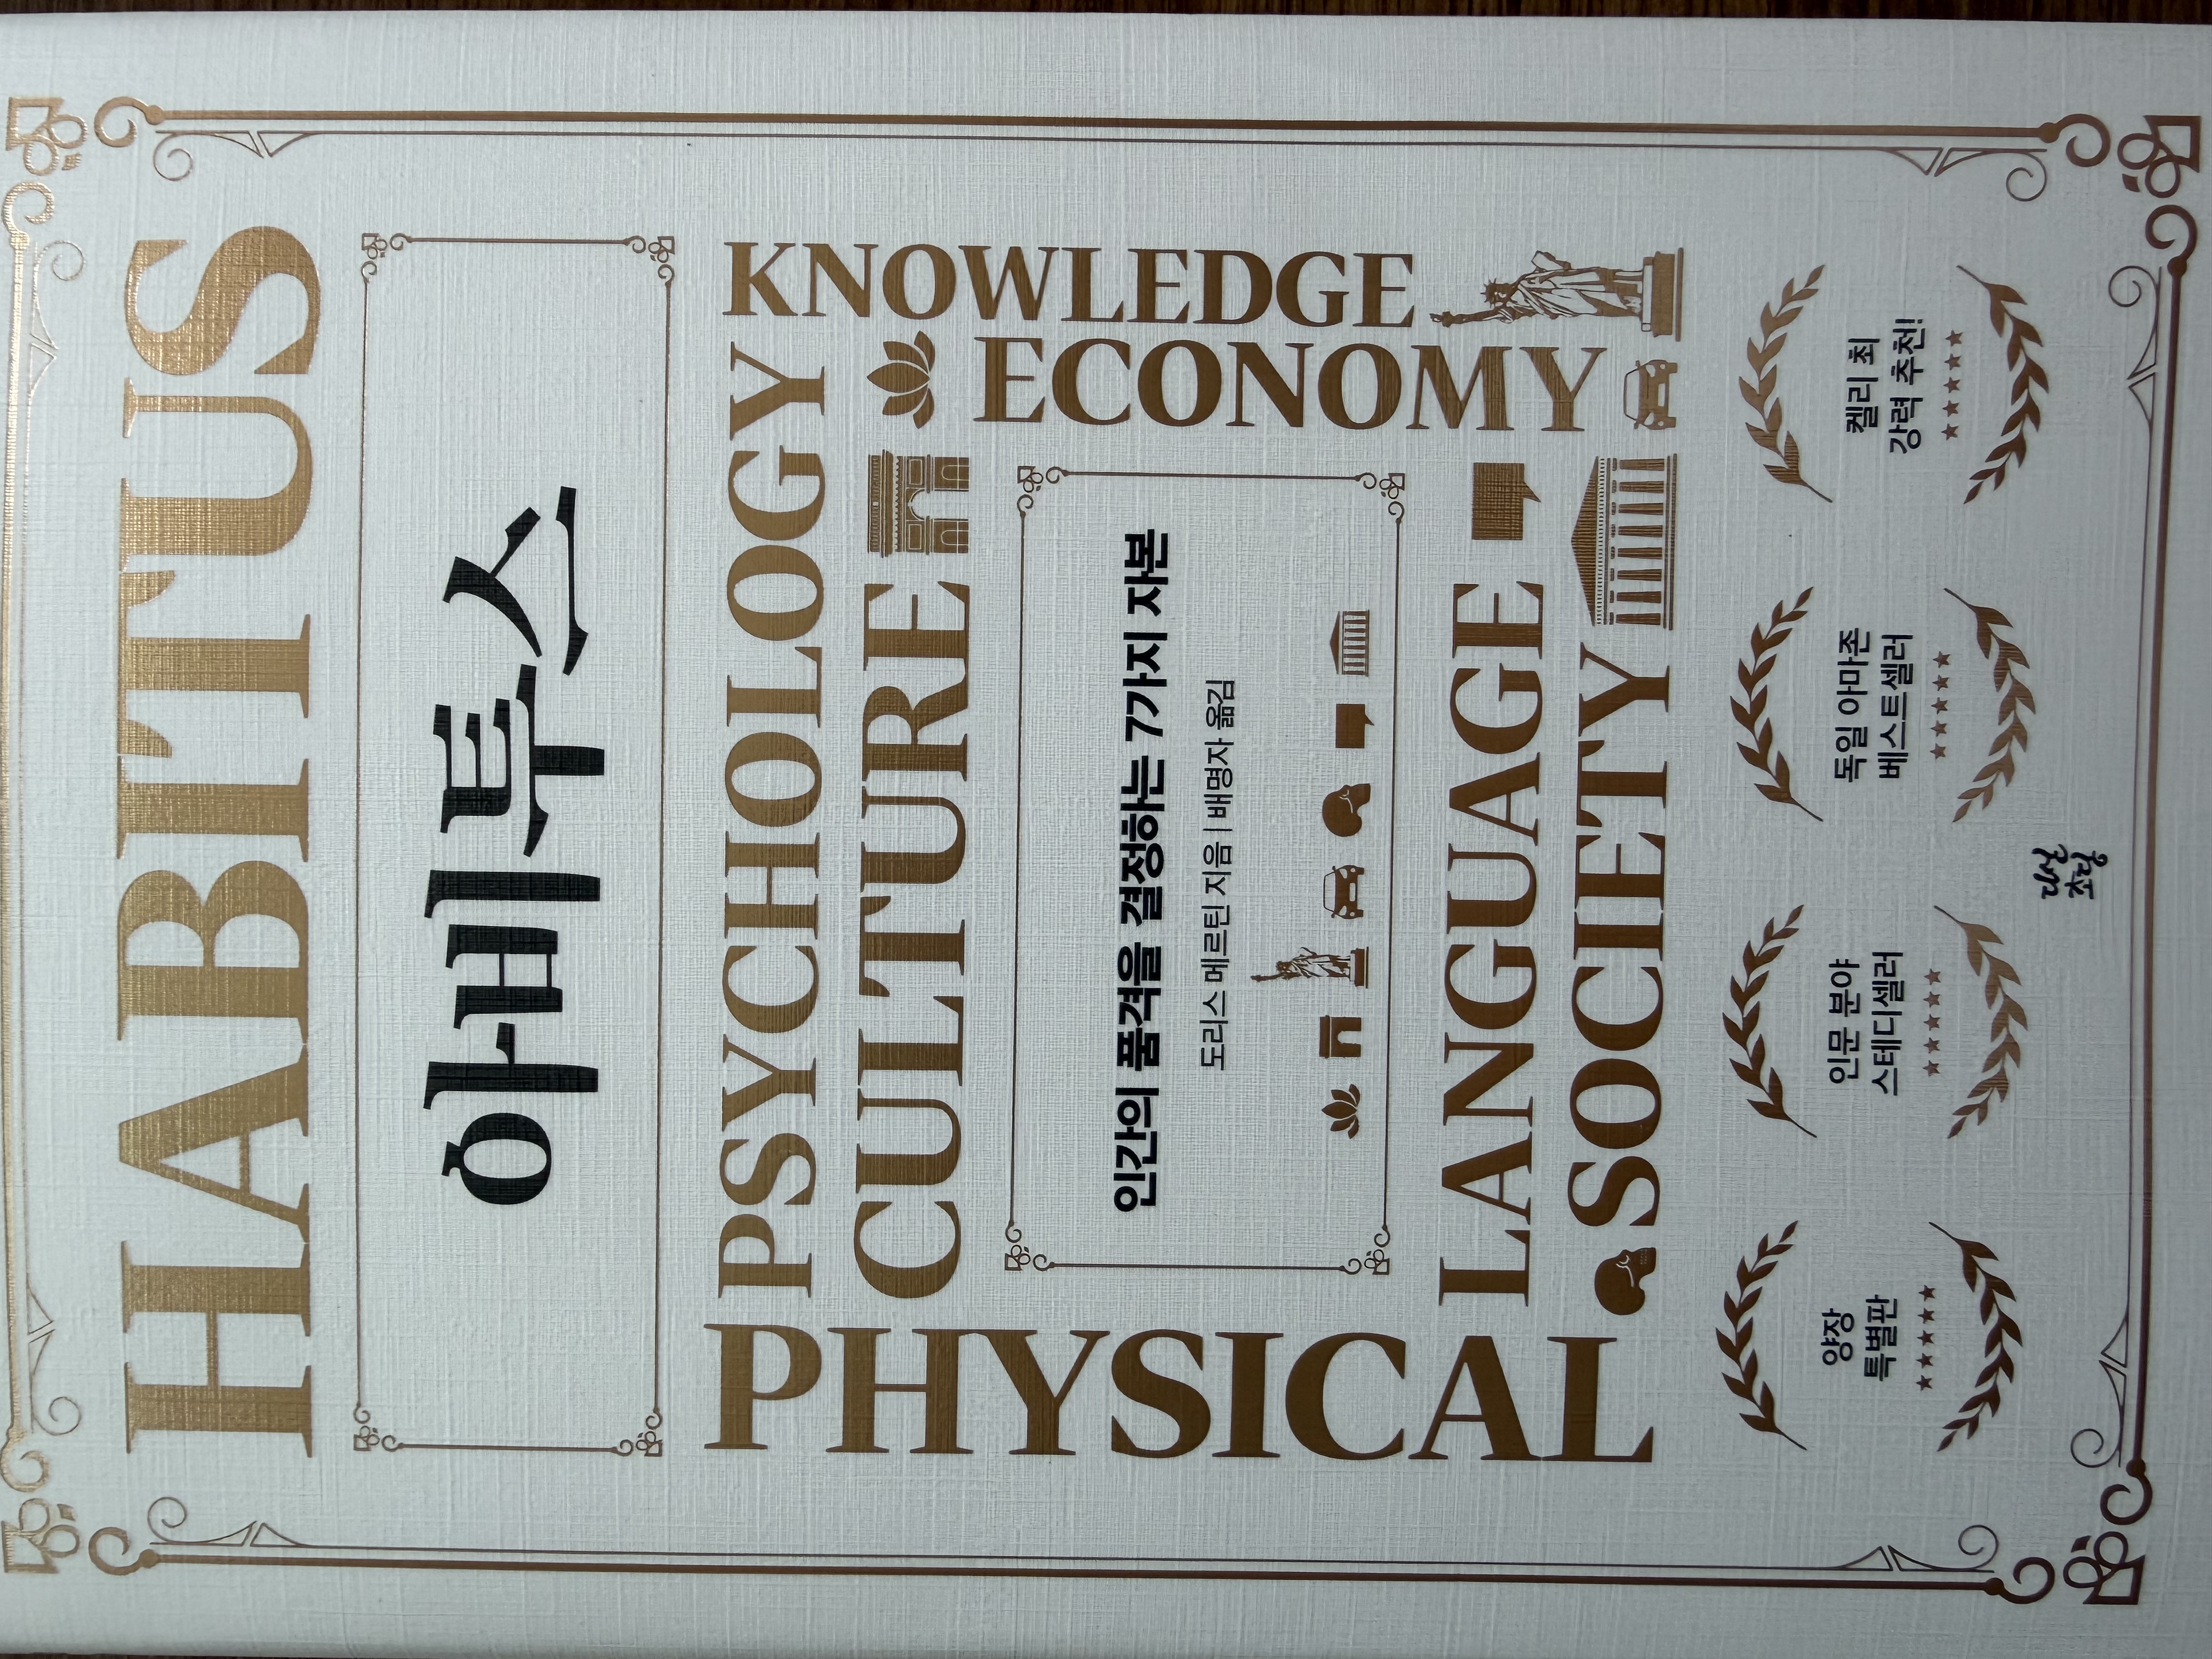 HABITUS
아비투스
PSYCHOLOGY
CULTURE
KNOWLEDGE
ECONOMY
PHYSICAL
인간의 품격을 결정하는 7가지 자본
도리스 메르틴 지음 | 배명자 옮김
LANGUAGE
SOCIETY
양장
특별판
인문 분야
스테디셀러
독일 아마존
베스트셀러
켈리 최
강력 추천!
다산
초당